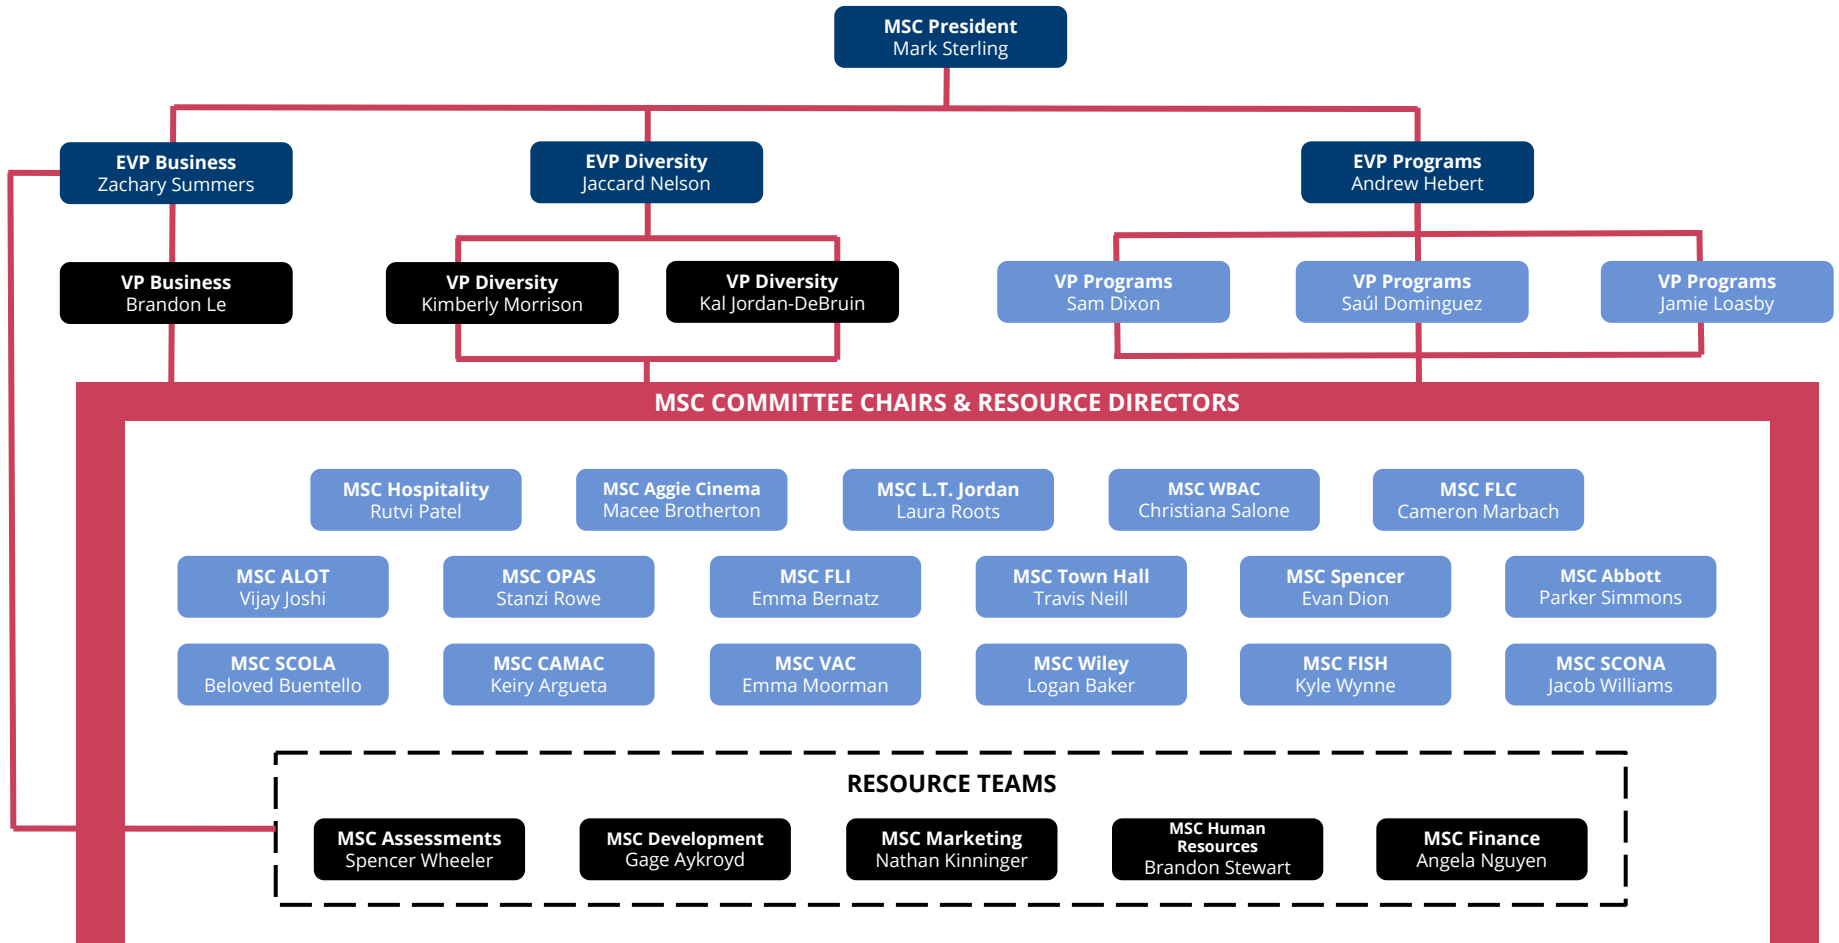 MSC President
Mark Sterling
EVP Business
Zachary Summers
EVP Diversity
Jaccard Nelson
EVP Programs
Andrew Hebert
VP Business
Brandon Le
VP Diversity
Kimberly Morrison
VP Diversity
Kal Jordan-DeBruin
VP Programs
Sam Dixon
VP Programs
Saúl Dominguez
VP Programs
Jamie Loasby
MSC COMMITTEE CHAIRS & RESOURCE DIRECTORS
MSC Hospitality
Rutvi Patel
MSC Aggie Cinema
Macee Brotherton
MSC L.T. Jordan
Laura Roots
MSC WBAC
Christiana Salone
MSC FLC
Cameron Marbach
MSC ALOT
Vijay Joshi
MSC OPAS
Stanzi Rowe
MSC FLI
Emma Bernatz
MSC Town Hall
Travis Neill
MSC Spencer
Evan Dion
MSC Abbott
Parker Simmons
MSC SCOLA
Beloved Buentello
MSC CAMAC
Keiry Argueta
MSC VAC
Emma Moorman
MSC Wiley
Logan Baker
MSC FISH
Kyle Wynne
MSC SCONA
Jacob Williams
RESOURCE TEAMS
MSC Assessments
Spencer Wheeler
MSC Development
Gage Aykroyd
MSC Marketing
Nathan Kinninger
MSC Human
Resources
Brandon Stewart
MSC Finance
Angela Nguyen